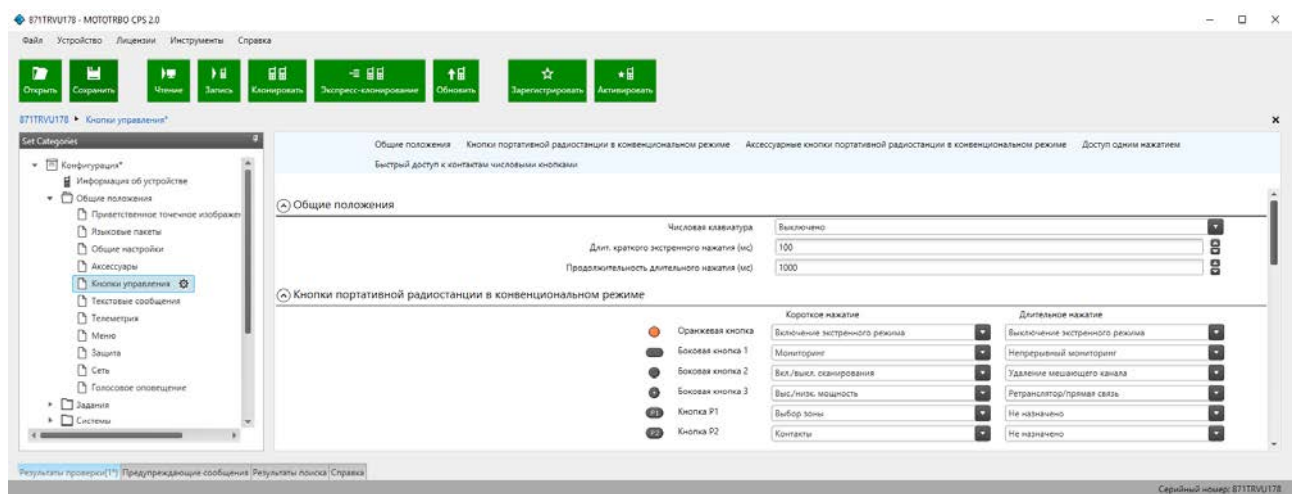 871TRVU178 - MOTOTRBO CPS 2.0
Файл Устройство Лицензии Инструменты Справка
Открыть Сохранить Чтение Запись Клонировать Экспресс-клонирование Обновить Зарегистрировать Активировать
871TRVU178 Кнопки управления*
Set Categories
Общие положения Кнопки портативной радиостанции в конвенциональном режиме Аксессуарные кнопки портативной радиостанции в конвенциональном режиме Доступ одним нажатием
Быстрый доступ к контактам числовыми кнопками
Конфигурация*
Информация об устройстве
Общие положения
Приветственное точечное изображен
Языковые пакеты
Общие настройки
Аксессуары
Кнопки управления
Текстовые сообщения
Телеметрия
Меню
Защита
Сеть
Голосовое оповещение
Задания
Системы
Общие положения
Числовая клавиатура Выключено
Длит. краткого экстренного нажатия (мс) 100
Продолжительность длительного нажатия (мс) 1000
Кнопки портативной радиостанции в конвенциональном режиме
Короткое нажатие Длительное нажатие
Оранжевая кнопка Включение экстренного режима Выключение экстренного режима
Боковая кнопка 1 Мониторинг Непрерывный мониторинг
Боковая кнопка 2 Вкл./выкл. сканирования Удаление мешающего канала
Боковая кнопка 3 Выс./низк. мощность Ретранслятор/прямая связь
P1 Кнопка P1 Выбор зоны Не назначено
P2 Кнопка P2 Контакты Не назначено
Результаты проверки(1*) Предупреждающие сообщения Результаты поиска Справка
Серийный номер: 871TRVU178